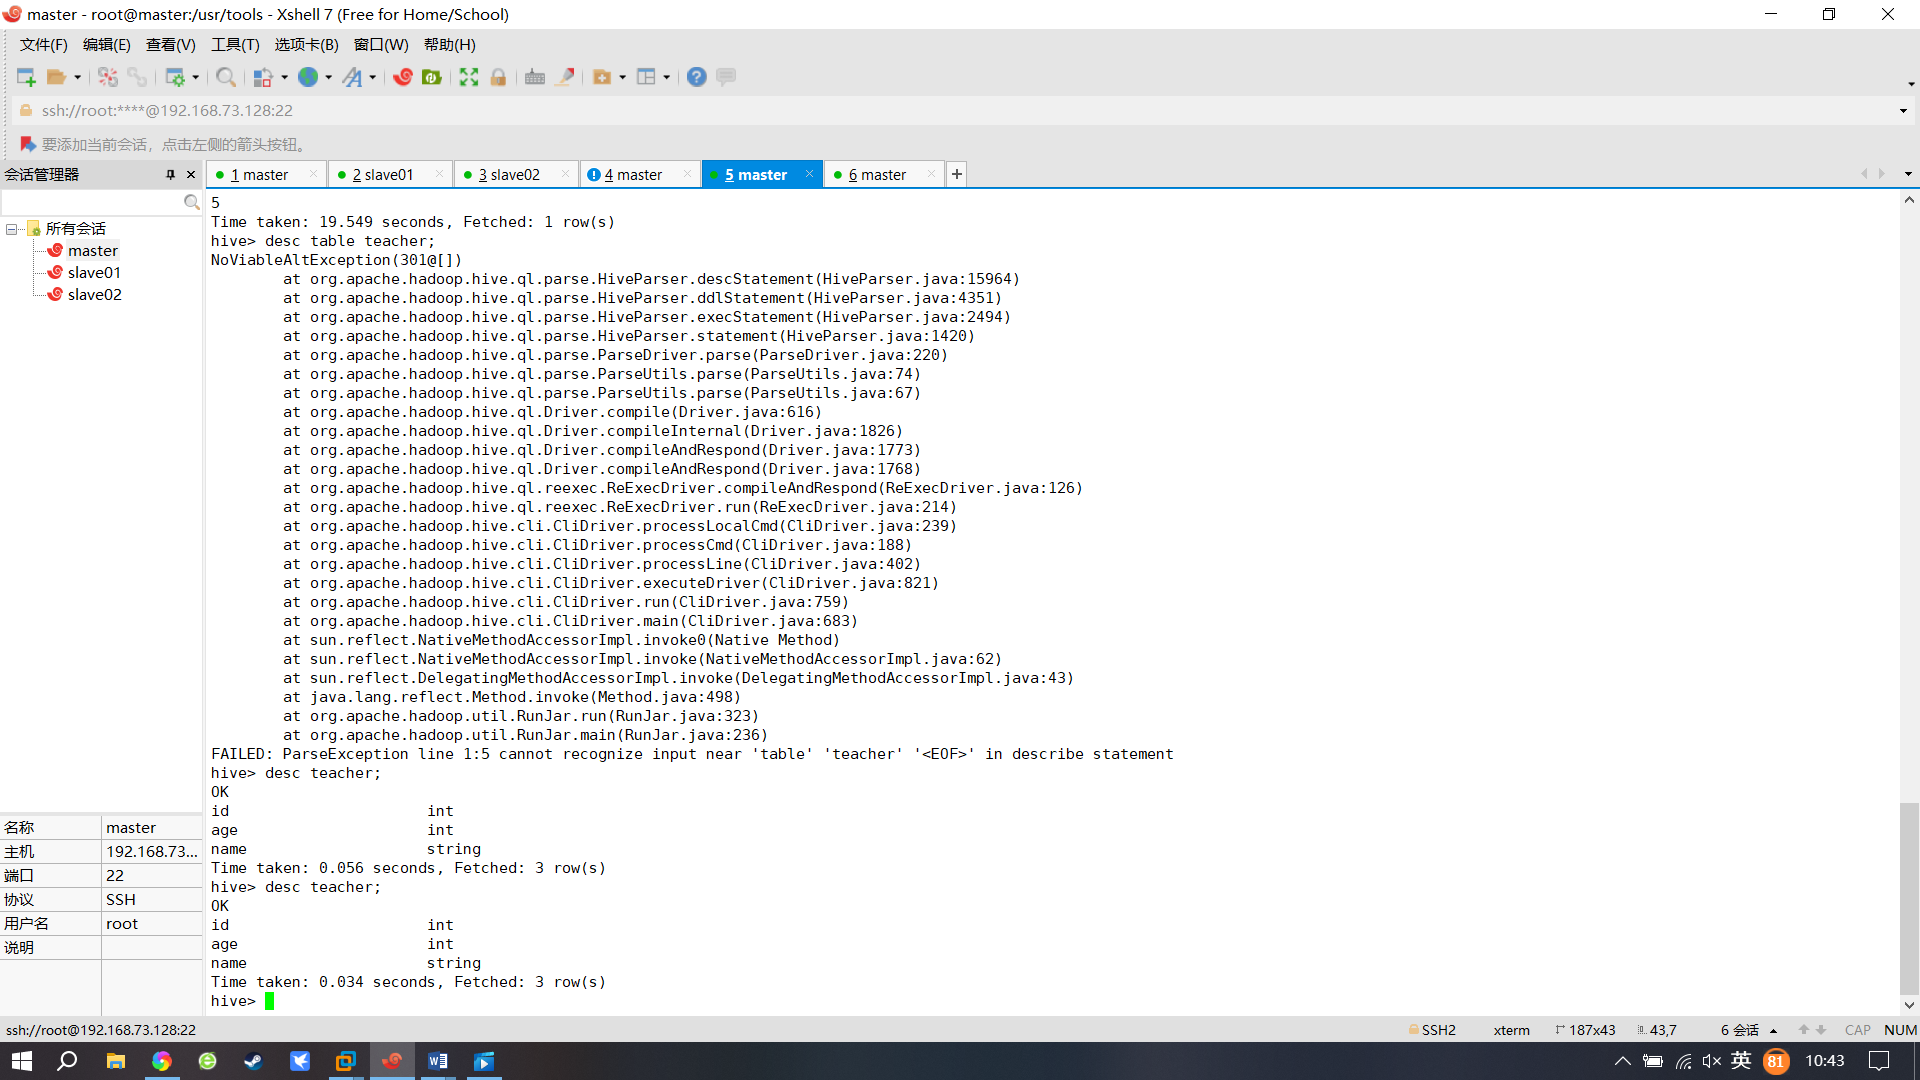 master - root@master:/usr/tools - Xshell 7 (Free for Home/School)
文件(F) 编辑(E) 查看(V) 工具(T) 选项卡(B) 窗口(W) 帮助(H)
ssh://root:****@192.168.73.128:22
要添加当前会话，点击左侧的箭头按钮。
会话管理器
1 master 2 slave01 3 slave02 4 master 5 master 6 master
所有会话
master
slave01
slave02
5
Time taken: 19.549 seconds, Fetched: 1 row(s)
hive> desc table teacher;
NoViableAltException(301@[])
at org.apache.hadoop.hive.ql.parse.HiveParser.descStatement(HiveParser.java:15964)
at org.apache.hadoop.hive.ql.parse.HiveParser.ddlStatement(HiveParser.java:4351)
at org.apache.hadoop.hive.ql.parse.HiveParser.execStatement(HiveParser.java:2494)
at org.apache.hadoop.hive.ql.parse.HiveParser.statement(HiveParser.java:1420)
at org.apache.hadoop.hive.ql.parse.ParseDriver.parse(ParseDriver.java:220)
at org.apache.hadoop.hive.ql.parse.ParseUtils.parse(ParseUtils.java:74)
at org.apache.hadoop.hive.ql.parse.ParseUtils.parse(ParseUtils.java:67)
at org.apache.hadoop.hive.ql.Driver.compile(Driver.java:616)
at org.apache.hadoop.hive.ql.Driver.compileInternal(Driver.java:1826)
at org.apache.hadoop.hive.ql.Driver.compileAndRespond(Driver.java:1773)
at org.apache.hadoop.hive.ql.Driver.compileAndRespond(Driver.java:1768)
at org.apache.hadoop.hive.ql.reexec.ReExecDriver.compileAndRespond(ReExecDriver.java:126)
at org.apache.hadoop.hive.ql.reexec.ReExecDriver.run(ReExecDriver.java:214)
at org.apache.hadoop.hive.cli.CliDriver.processLocalCmd(CliDriver.java:239)
at org.apache.hadoop.hive.cli.CliDriver.processCmd(CliDriver.java:188)
at org.apache.hadoop.hive.cli.CliDriver.processLine(CliDriver.java:402)
at org.apache.hadoop.hive.cli.CliDriver.executeDriver(CliDriver.java:821)
at org.apache.hadoop.hive.cli.CliDriver.run(CliDriver.java:759)
at org.apache.hadoop.hive.cli.CliDriver.main(CliDriver.java:683)
at sun.reflect.NativeMethodAccessorImpl.invoke0(Native Method)
at sun.reflect.NativeMethodAccessorImpl.invoke(NativeMethodAccessorImpl.java:62)
at sun.reflect.DelegatingMethodAccessorImpl.invoke(DelegatingMethodAccessorImpl.java:43)
at java.lang.reflect.Method.invoke(Method.java:498)
at org.apache.hadoop.util.RunJar.run(RunJar.java:323)
at org.apache.hadoop.util.RunJar.main(RunJar.java:236)
FAILED: ParseException line 1:5 cannot recognize input near 'table' 'teacher' '<EOF>' in describe statement
hive> desc teacher;
OK
id int
age int
name string
Time taken: 0.056 seconds, Fetched: 3 row(s)
hive> desc teacher;
OK
id int
age int
name string
Time taken: 0.034 seconds, Fetched: 3 row(s)
hive>
名称 master
主机 192.168.73...
端口 22
协议 SSH
用户名 root
说明
ssh://root@192.168.73.128:22 SSH2 xterm 187x43 43,7 6 会话 CAP NUM
英 81 10:43